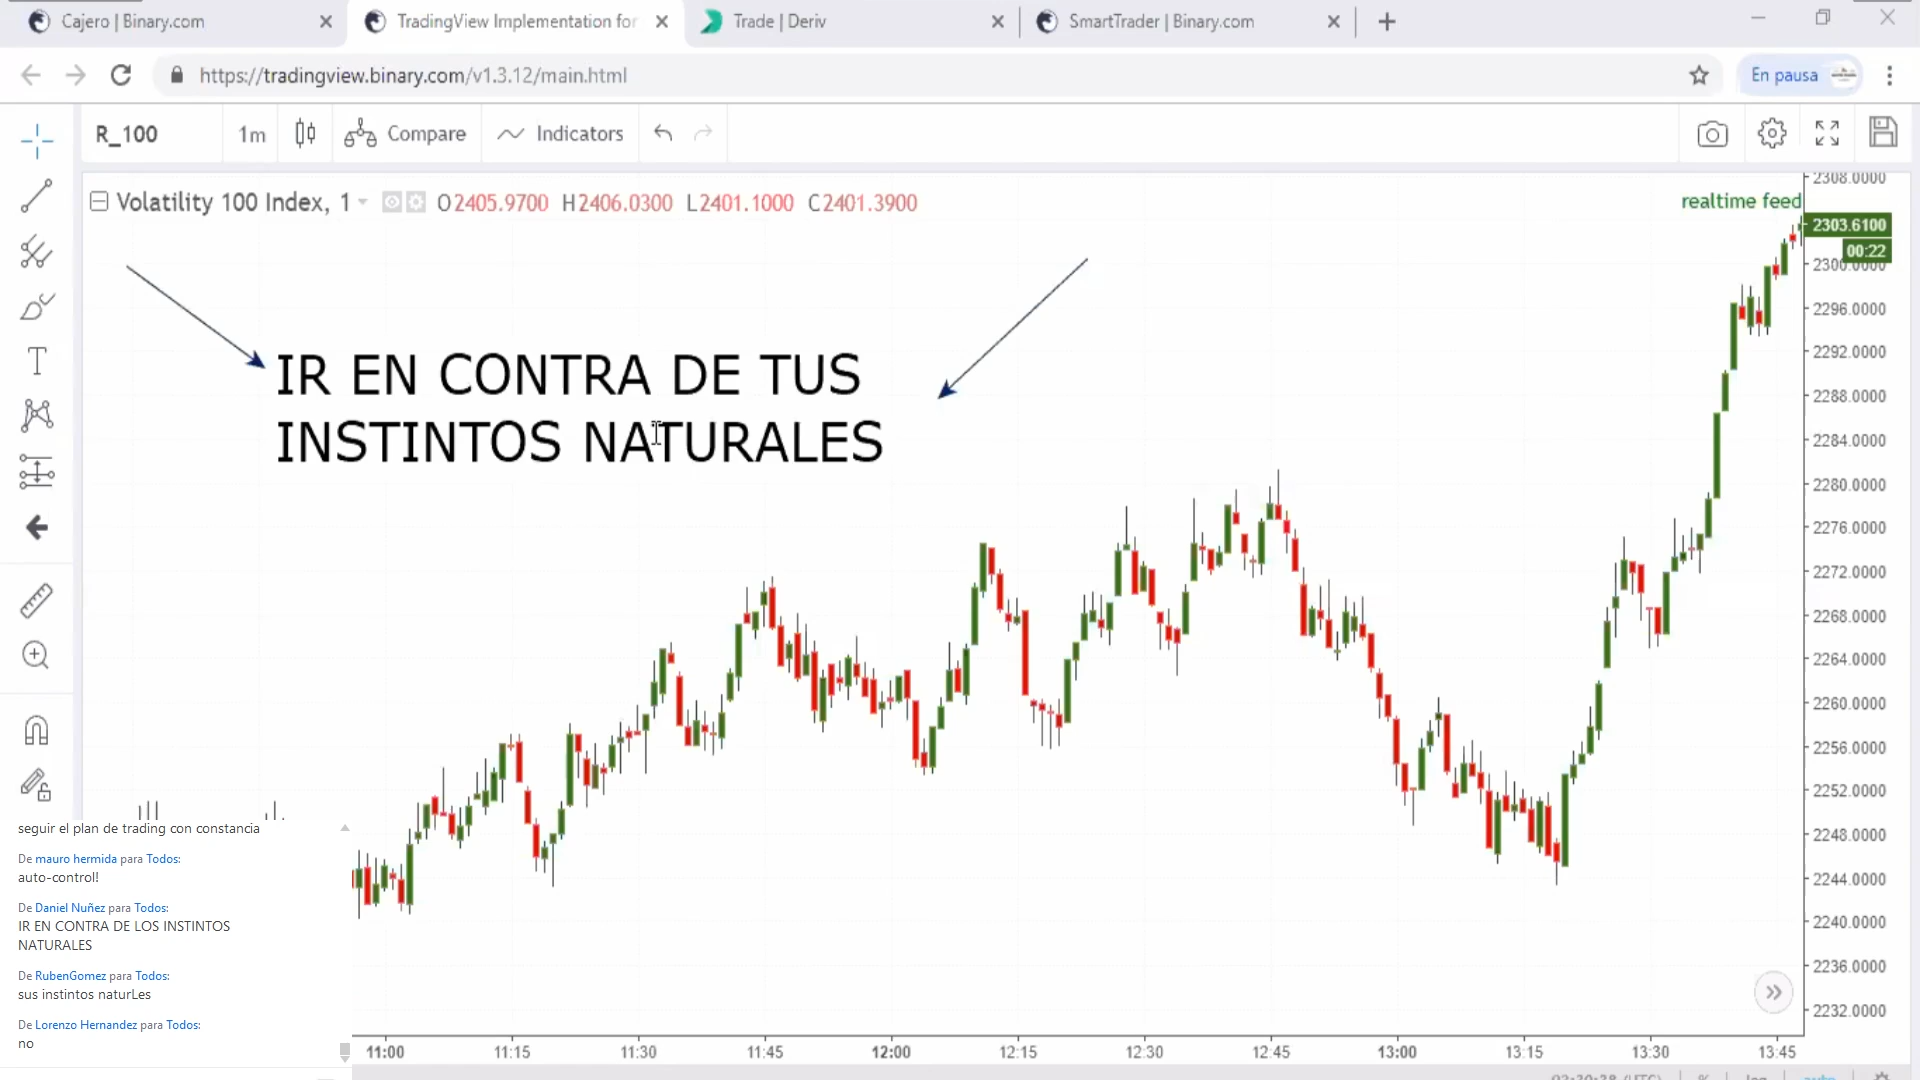 Cajero | Binary.com
TradingView Implementation for
Trade | Deriv
SmartTrader | Binary.com
https://tradingview.binary.com/v1.3.12/main.html
En pausa
R_100
1m
Compare
Indicators
Volatility 100 Index, 1
O2405.9700 H2406.0300 L2401.1000 C2401.3900
realtime feed
2308.0000
2303.6100
00:22
2300.0000
2296.0000
2292.0000
2288.0000
2284.0000
2280.0000
2276.0000
2272.0000
2268.0000
2264.0000
2260.0000
2256.0000
2252.0000
2248.0000
2244.0000
2240.0000
2236.0000
2232.0000
IR EN CONTRA DE TUS
INSTINTOS NATURALES
seguir el plan de trading con constancia
De mauro hermida para Todos:
auto-control!
De Daniel Nuñez para Todos:
IR EN CONTRA DE LOS INSTINTOS
NATURALES
De RubenGomez para Todos:
sus instintos naturLes
De Lorenzo Hernandez para Todos:
no
11:00 11:15 11:30 11:45 12:00 12:15 12:30 12:45 13:00 13:15 13:30 13:45